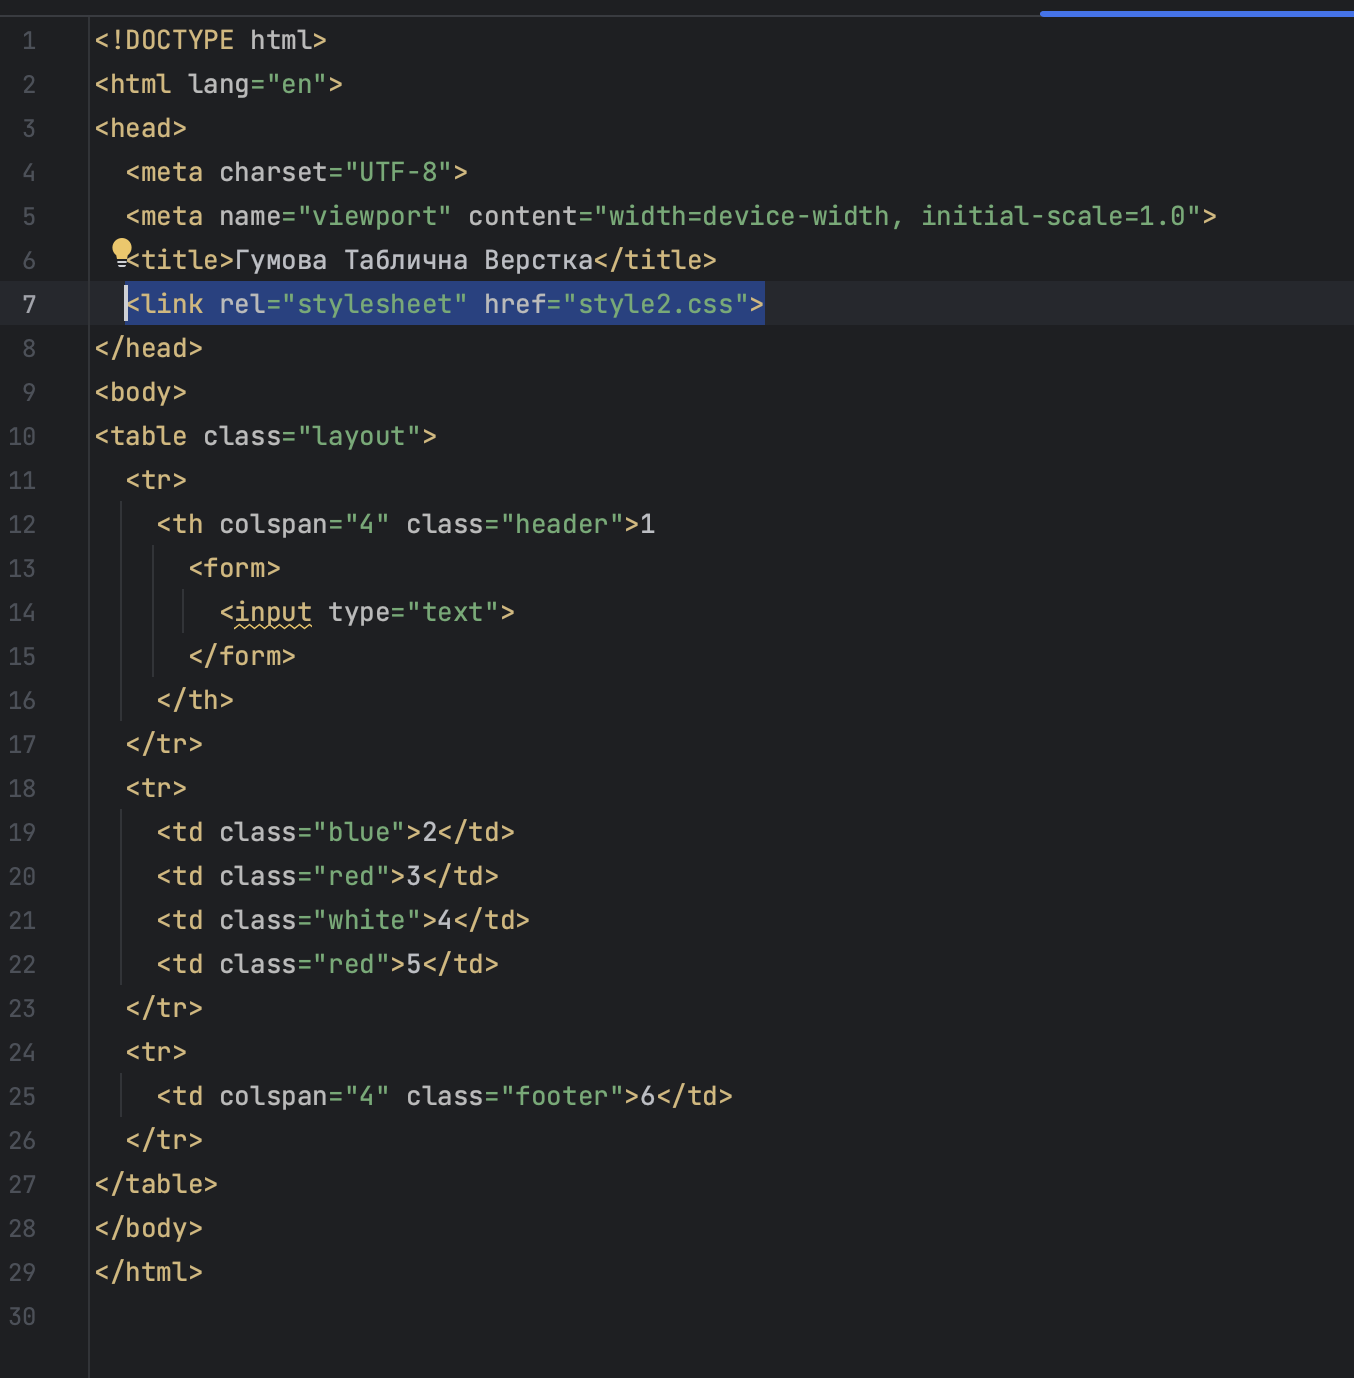 1 <!DOCTYPE html>
2 <html lang="en">
3 <head>
4   <meta charset="UTF-8">
5   <meta name="viewport" content="width=device-width, initial-scale=1.0">
6   <title>Гумова Таблична Верстка</title>
7   <link rel="stylesheet" href="style2.css">
8 </head>
9 <body>
10 <table class="layout">
11   <tr>
12     <th colspan="4" class="header">1
13       <form>
14         <input type="text">
15       </form>
16     </th>
17   </tr>
18   <tr>
19     <td class="blue">2</td>
20     <td class="red">3</td>
21     <td class="white">4</td>
22     <td class="red">5</td>
23   </tr>
24   <tr>
25     <td colspan="4" class="footer">6</td>
26   </tr>
27 </table>
28 </body>
29 </html>
30